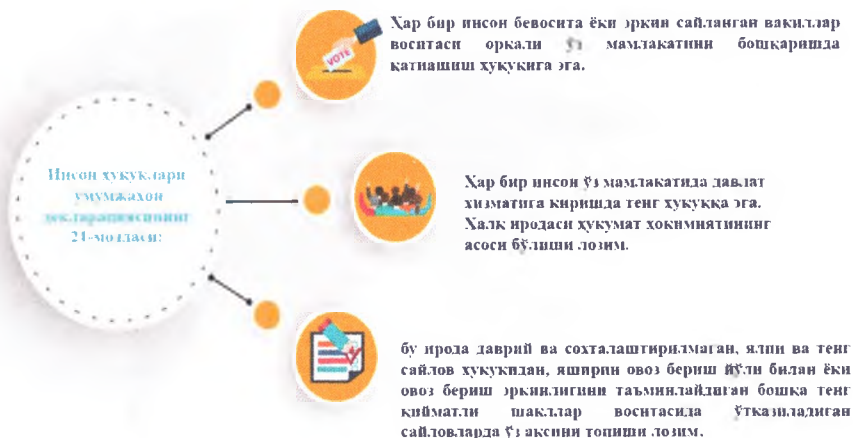 Ҳар бир инсон бевосита ёки эркин сайланган вакиллар
воситаси орқали ўз мамлакатини бошқаришда
қатнашиш ҳуқуқига эга.
VOTE
Инсон ҳуқуқлари
умумжаҳон
декларациясининг
21-моддаси:
Ҳар бир инсон ўз мамлакатида давлат
хизматига киришда тенг ҳуқуққа эга.
Халқ иродаси ҳукумат ҳокимиятининг
асоси бўлиши лозим.
бу ирода даврий ва сохталаштирилмаган, ялпи ва тенг
сайлов ҳуқуқидан, яширин овоз бериш йўли билан ёки
овоз бериш эркинлигини таъминлайдиган бошқа тенг
қийматли шакллар воситасида ўтказиладиган
сайловларда ўз аксини топиши лозим.